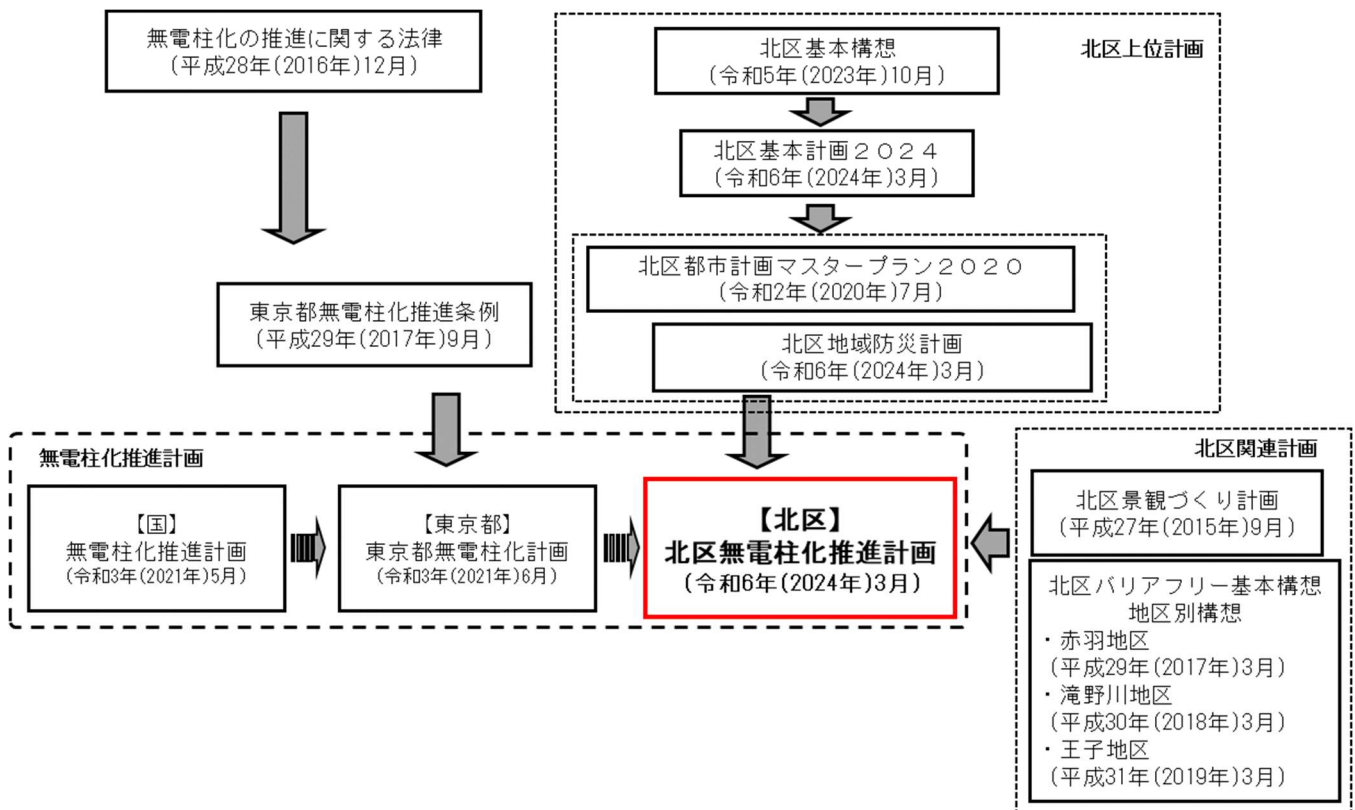 無電柱化の推進に関する法律
(平成28年(2016年)12月)
北区上位計画
北区基本構想
(令和5年(2023年)10月)
北区基本計画２０２４
(令和6年(2024年)3月)
北区都市計画マスタープラン２０２０
(令和2年(2020年)7月)
北区地域防災計画
(令和6年(2024年)3月)
東京都無電柱化推進条例
(平成29年(2017年)9月)
無電柱化推進計画
【国】
無電柱化推進計画
(令和3年(2021年)5月)
【東京都】
東京都無電柱化計画
(令和3年(2021年)6月)
【北区】
北区無電柱化推進計画
(令和6年(2024年)3月)
北区関連計画
北区景観づくり計画
(平成27年(2015年)9月)
北区バリアフリー基本構想
地区別構想
・赤羽地区
(平成29年(2017年)3月)
・滝野川地区
(平成30年(2018年)3月)
・王子地区
(平成31年(2019年)3月)